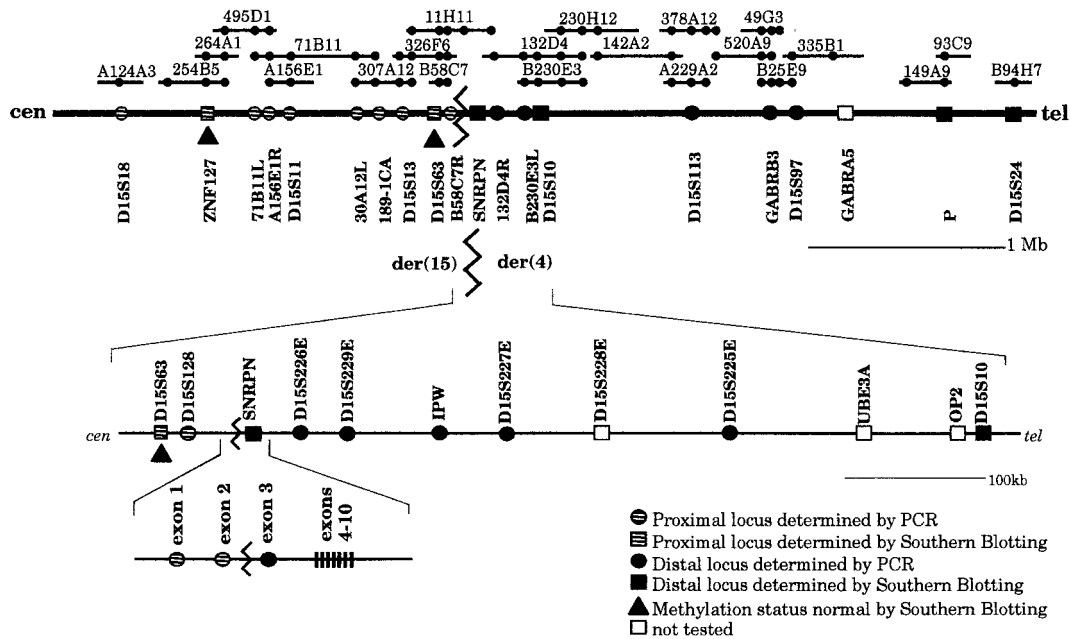 495D1 11H11 230H12 378A12 49G3
264A1 71B11 326F6 132D4 142A2 520A9 335B1 93C9
A124A3 254B5 A156E1 307A12 B58C7 B230E3 A229A2 B25E9 149A9 B94H7
cen tel
D15S18 ZNF127 71B11L A156E1R D15S11 30A12L 189-1CA D15S13 D15S63 B58C7R SNRPN 132D4R B230E3L D15S10 D15S113 GABRB3 D15S97 GABRA5 P D15S24
1 Mb
der(15) der(4)
D15S63 D15S128 SNRPN D15S226E D15S229E IPW D15S227E D15S228E D15S225E UBE3A OP2 D15S10
cen tel
100kb
exon 1 exon 2 exon 3 exons
4-10
Proximal locus determined by PCR
Proximal locus determined by Southern Blotting
Distal locus determined by PCR
Distal locus determined by Southern Blotting
Methylation status normal by Southern Blotting
not tested